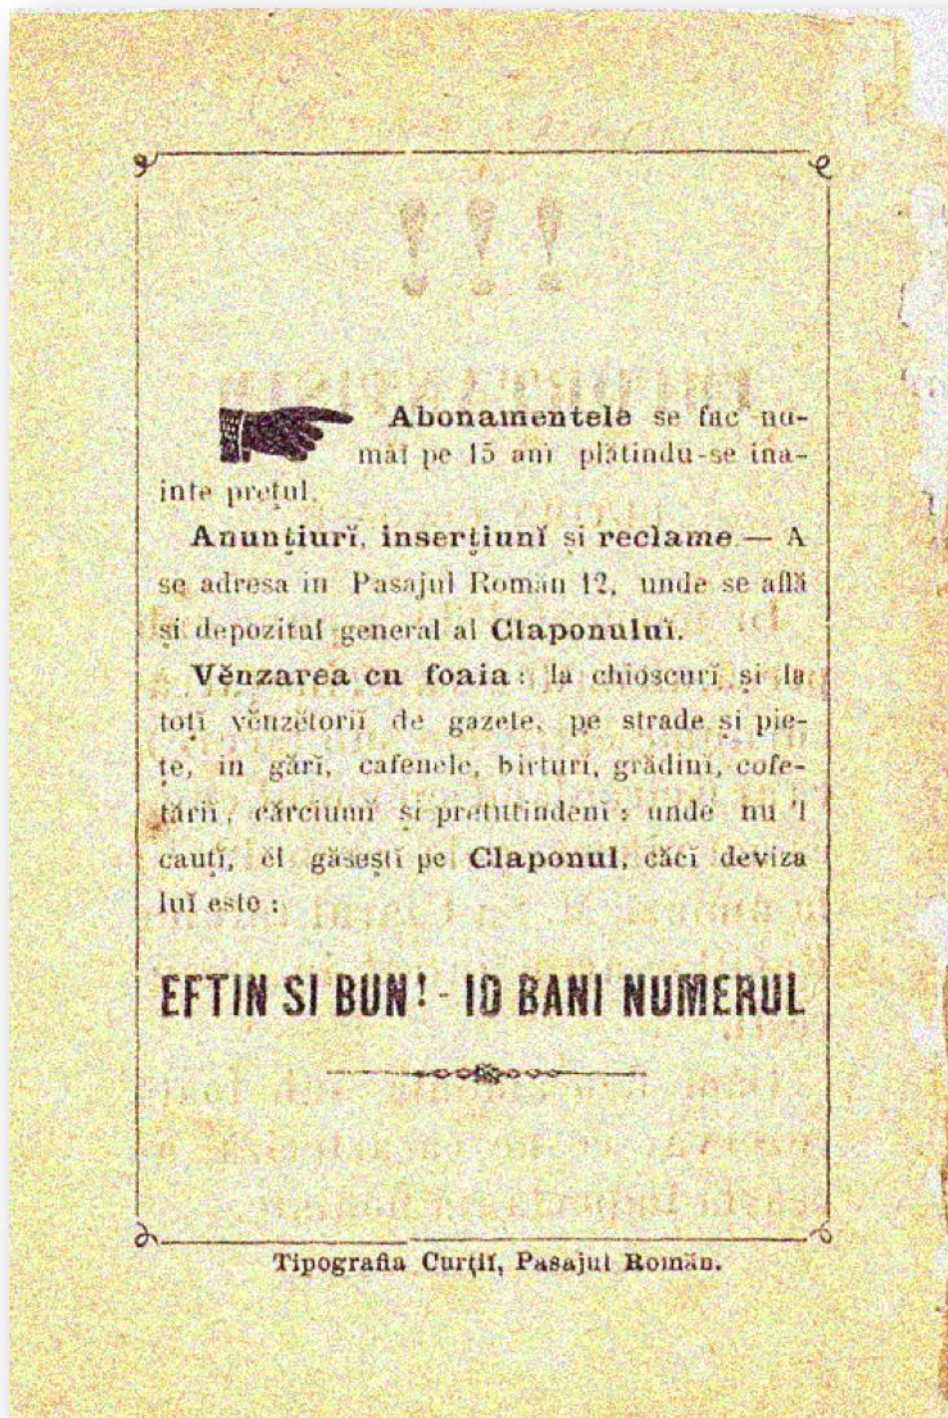 Abonamentele se fac nu-
maĭ pe 15 ani plătindu-se ina-
inte prețul.
Anunțiurĭ, inserțiunĭ și reclame — A
se adresa in Pasajul Român 12, unde se află
și depozitul general al Claponuluĭ.
Vĕnzarea cu foaia : la chioscurĭ și la
toțĭ vĕnzĕtoriĭ de gazete, pe strade și pie-
țe, in gărĭ, cafenele, birturĭ, grădinĭ, cofe-
tăriĭ, cârciumĭ și pretutindenĭ : unde nu 'l
cauțĭ, el găseștĭ pe Claponul, căcĭ deviza
luĭ este :
EFTIN SI BUN! - 10 BANI NUMERUL
Tipografia Curțiĭ, Pasajul Român.